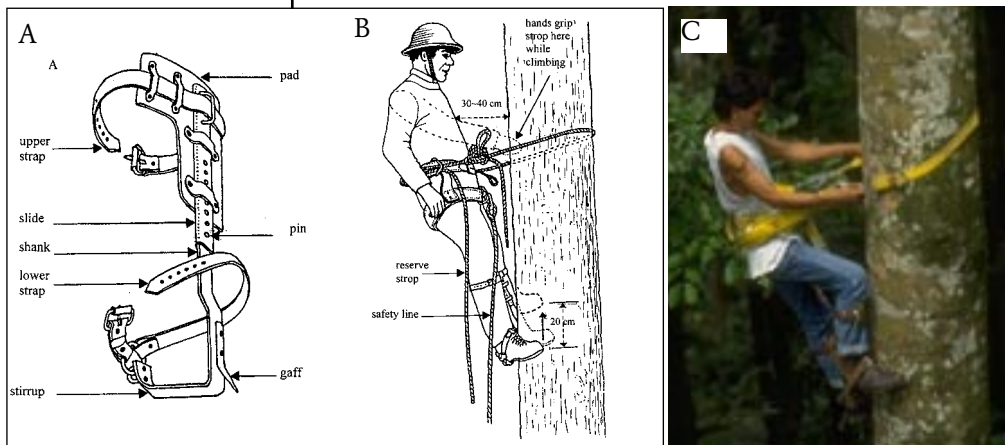 A
A
pad
upper
strap
slide
pin
shank
lower
strap
gaff
stirrup
B
hands grip
strop here
while
climbing
30~40 cm
reserve
strop
safety line
20 cm
C